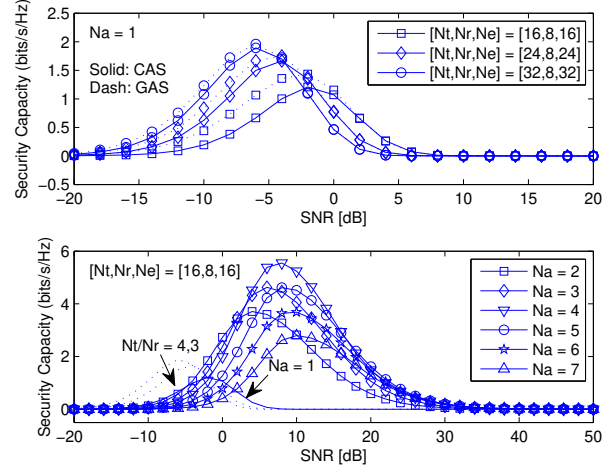 2.5
2
1.5
1
0.5
0
−0.5
Security Capacity (bits/s/Hz)
Na = 1
Solid: CAS
Dash: GAS
[Nt,Nr,Ne] = [16,8,16]
[Nt,Nr,Ne] = [24,8,24]
[Nt,Nr,Ne] = [32,8,32]
−20 −15 −10 −5 0 5 10 15 20
SNR [dB]
6
4
2
0
Security Capacity (bits/s/Hz)
[Nt,Nr,Ne] = [16,8,16]
Nt/Nr = 4,3
Na = 1
Na = 2
Na = 3
Na = 4
Na = 5
Na = 6
Na = 7
−20 −10 0 10 20 30 40 50
SNR [dB]